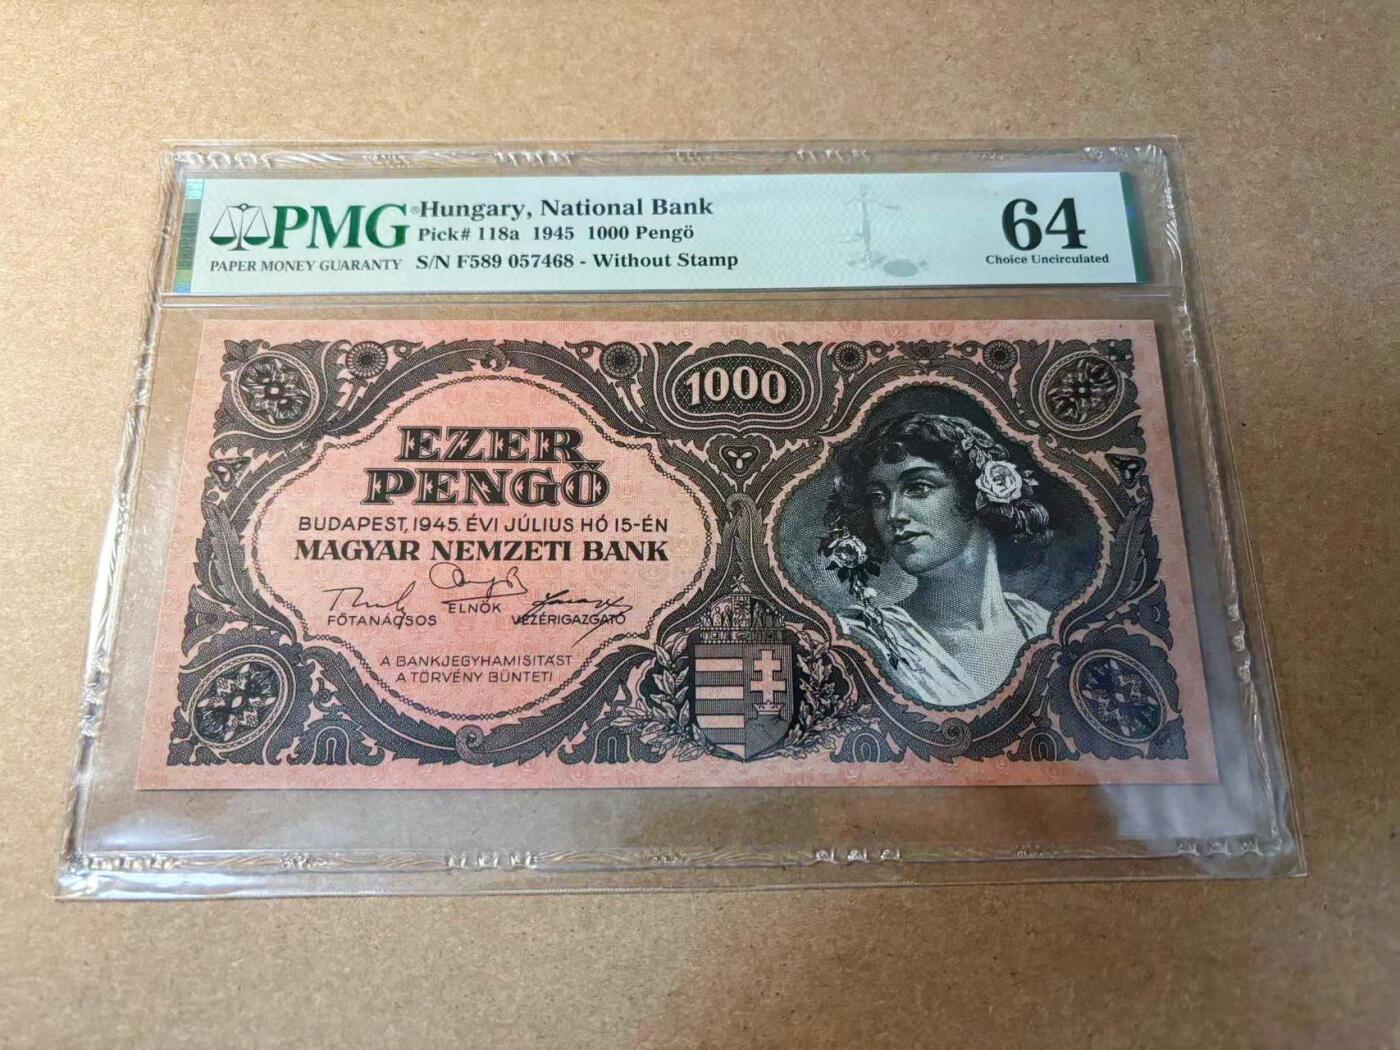 PMG®
PAPER MONEY GUARANTY
Hungary, National Bank
Pick# 118a 1945 1000 Pengö
S/N F589 057468 - Without Stamp
64
Choice Uncirculated
1000
EZER
PENGŐ
BUDAPEST, 1945. ÉVI JÚLIUS HÓ 15-ÉN
MAGYAR NEMZETI BANK
FŐTANÁCSOS
ELNÖK
VEZÉRIGAZGATÓ
A BANKJEGYHAMISITÁST
A TÖRVÉNY BÜNTETI